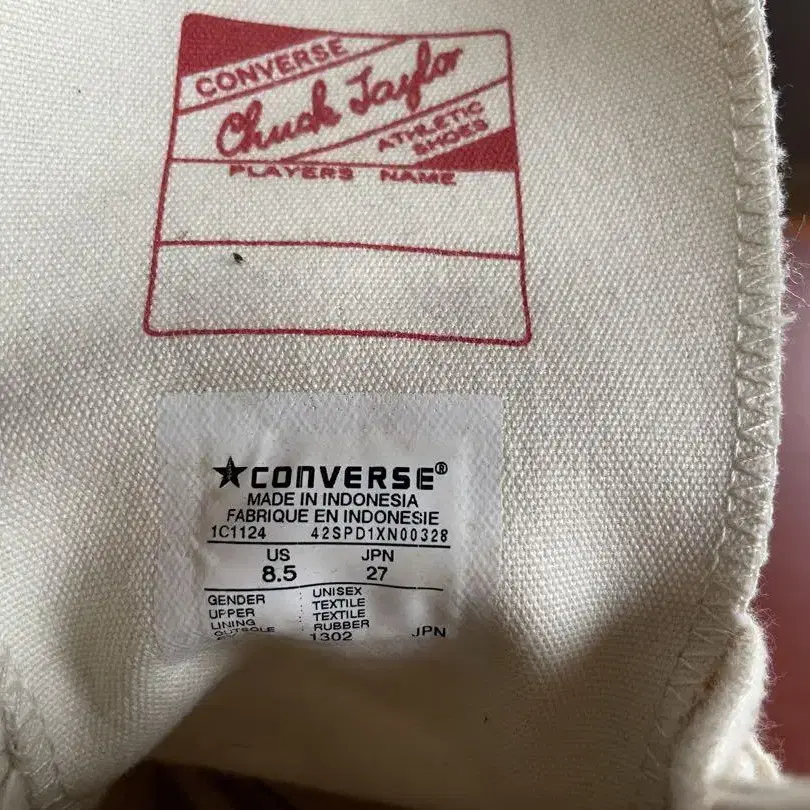 CONVERSE
Chuck Taylor
ATHLETIC
SHOES
PLAYERS NAME
CONVERSE®
MADE IN INDONESIA
FABRIQUE EN INDONESIE
1C1124 42SPD1XN00328
US JPN
8.5 27
GENDER : UNISEX
UPPER : TEXTILE
LINING : TEXTILE
OUTSOLE : RUBBER
1302 JPN